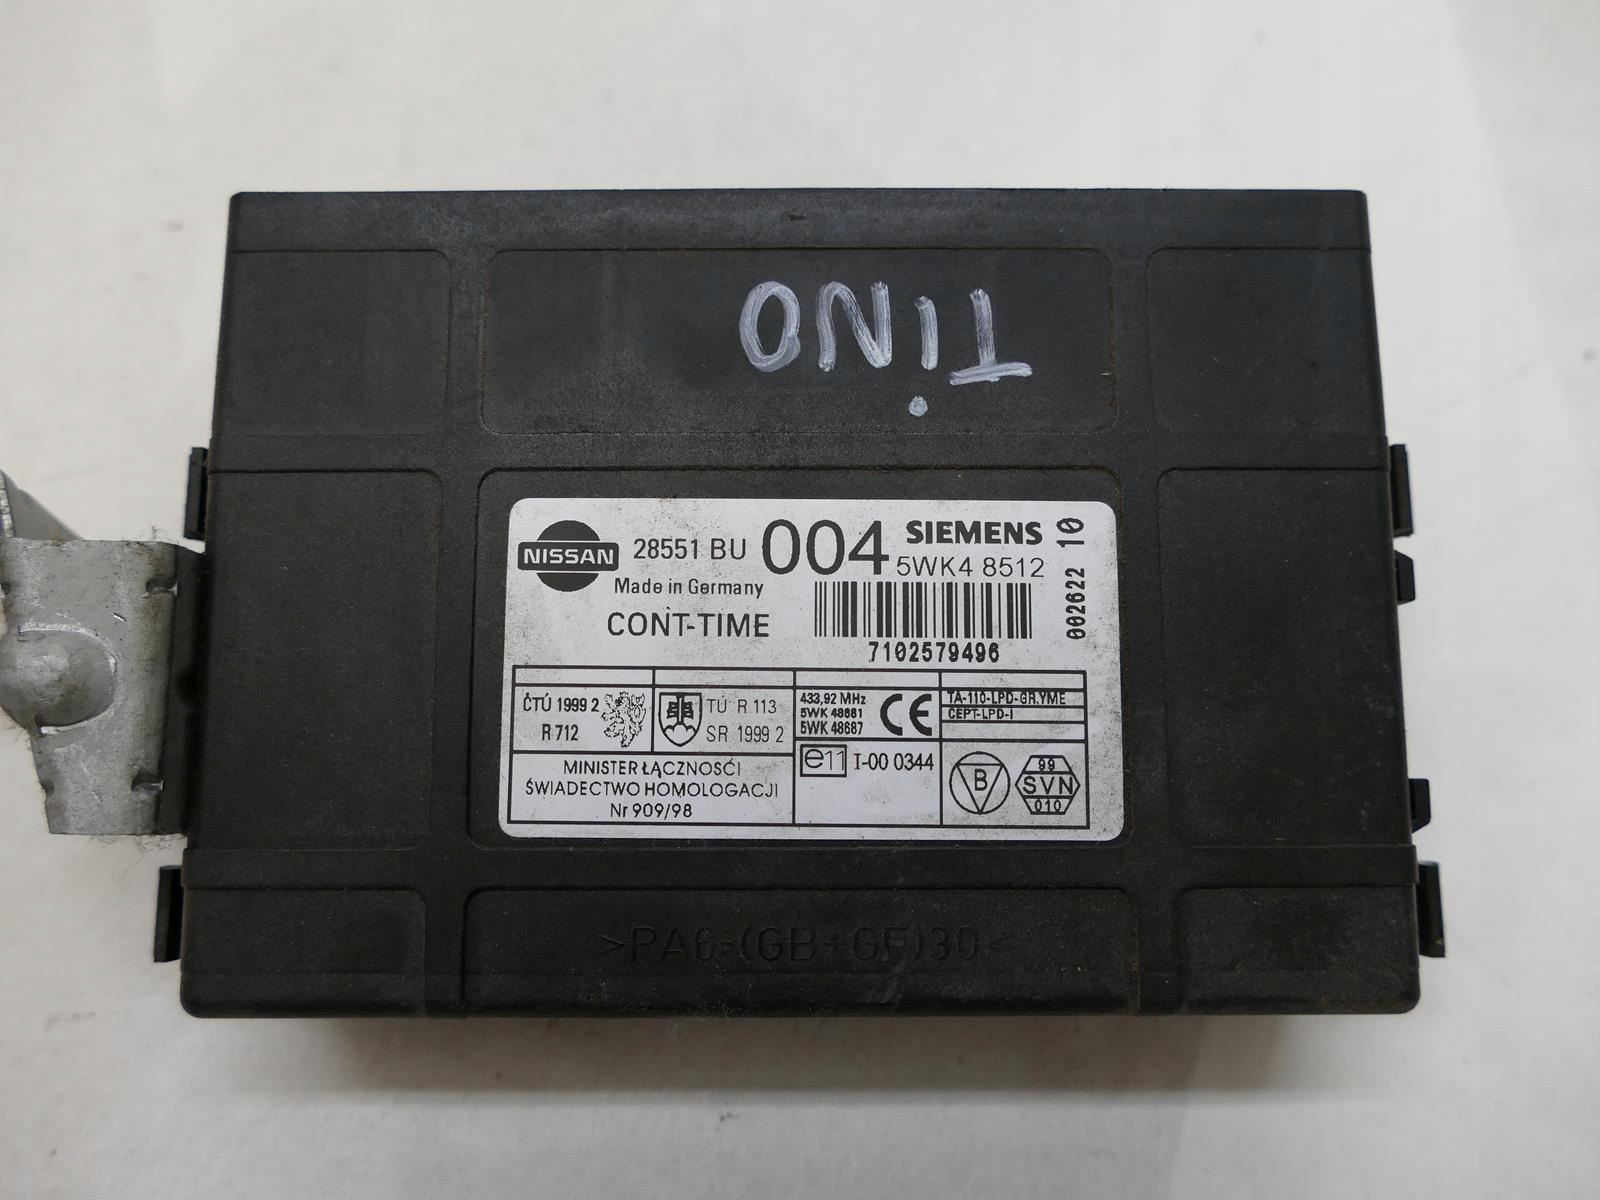 TiNO
NISSAN
28551 BU 004
SIEMENS
5WK4 8512
Made in Germany
CONT-TIME
7102579496
002622 10
ČTÚ 1999 2
R 712
TÚ R 113
SR 1999 2
433,92 MHz
5WK 48681
5WK 48687
CE
TA-110-LPD-GR.YME
CEPT-LPD-I
MINISTER ŁĄCZNOSĆI
ŚWIADECTWO HOMOLOGACJI
Nr 909/98
e11 I-00 0344
B
99
SVN
010
>PA6-(GB+GF)30<